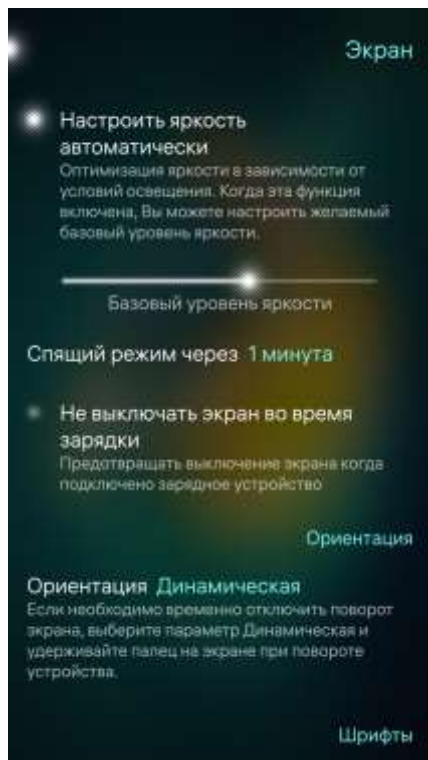 Экран
Настроить яркость
автоматически
Оптимизация яркости в зависимости от
условий освещения. Когда эта функция
включена, Вы можете настроить желаемый
базовый уровень яркости.
Базовый уровень яркости
Спящий режим через 1 минута
Не выключать экран во время
зарядки
Предотвращать выключение экрана когда
подключено зарядное устройство
Ориентация
Ориентация Динамическая
Если необходимо временно отключить поворот
экрана, выберите параметр Динамическая и
удерживайте палец на экране при повороте
устройства.
Шрифты